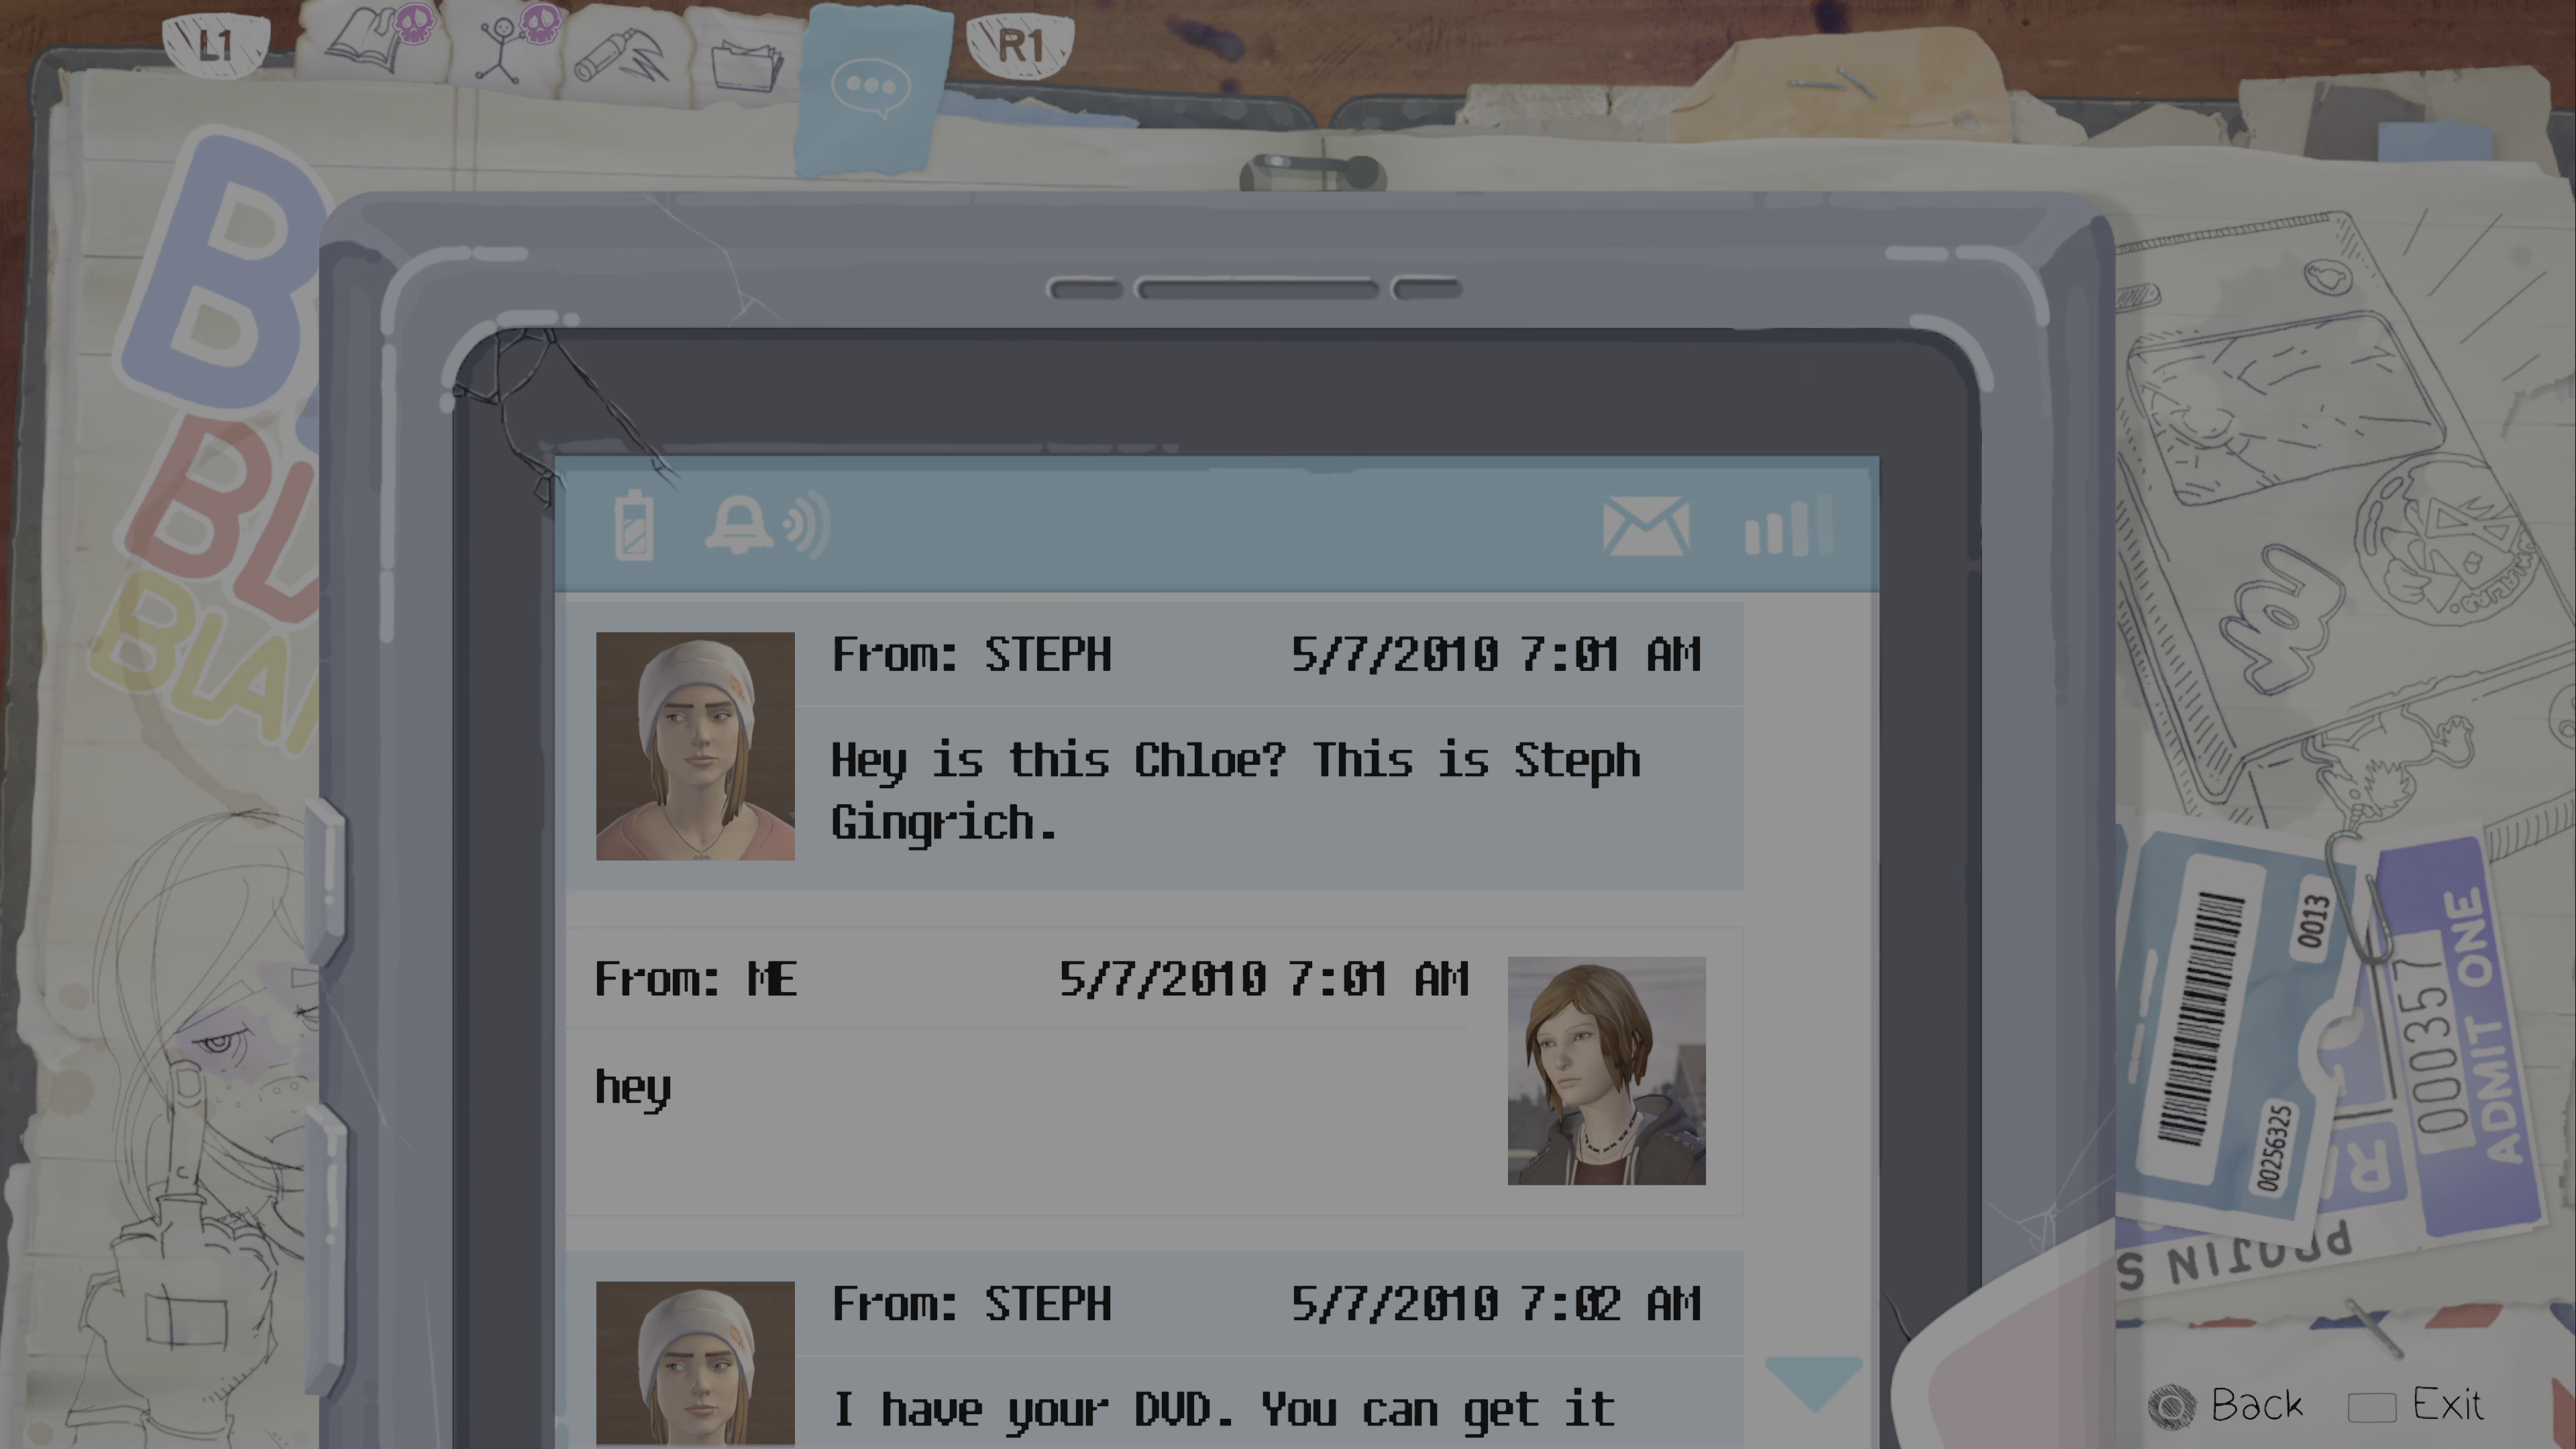 L1
R1
From: STEPH 5/7/2010 7:01 AM
Hey is this Chloe? This is Steph
Gingrich.
From: ME 5/7/2010 7:01 AM
hey
From: STEPH 5/7/2010 7:02 AM
I have your DVD. You can get it
0013
00256325
000357
ADMIT ONE
Back
Exit